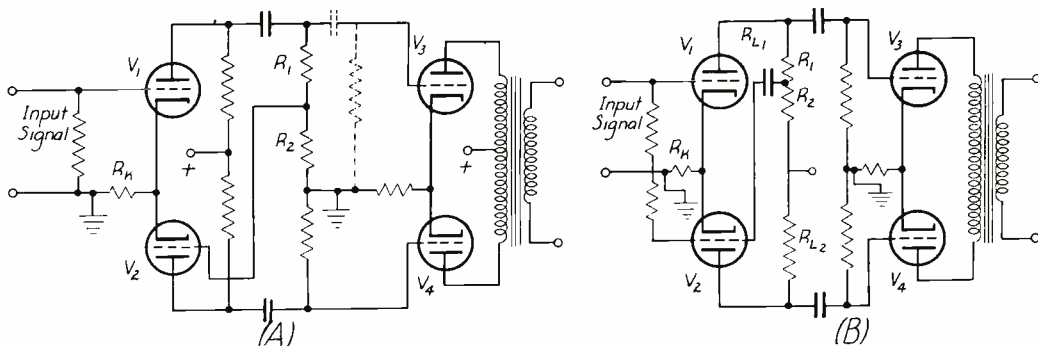 V1
V3
R1
+
Input
Signal
R2
+
RK
V2
V4
(A)
V1
RL1
V3
R1
R2
Input
Signal
RK
RL2
V2
V4
(B)